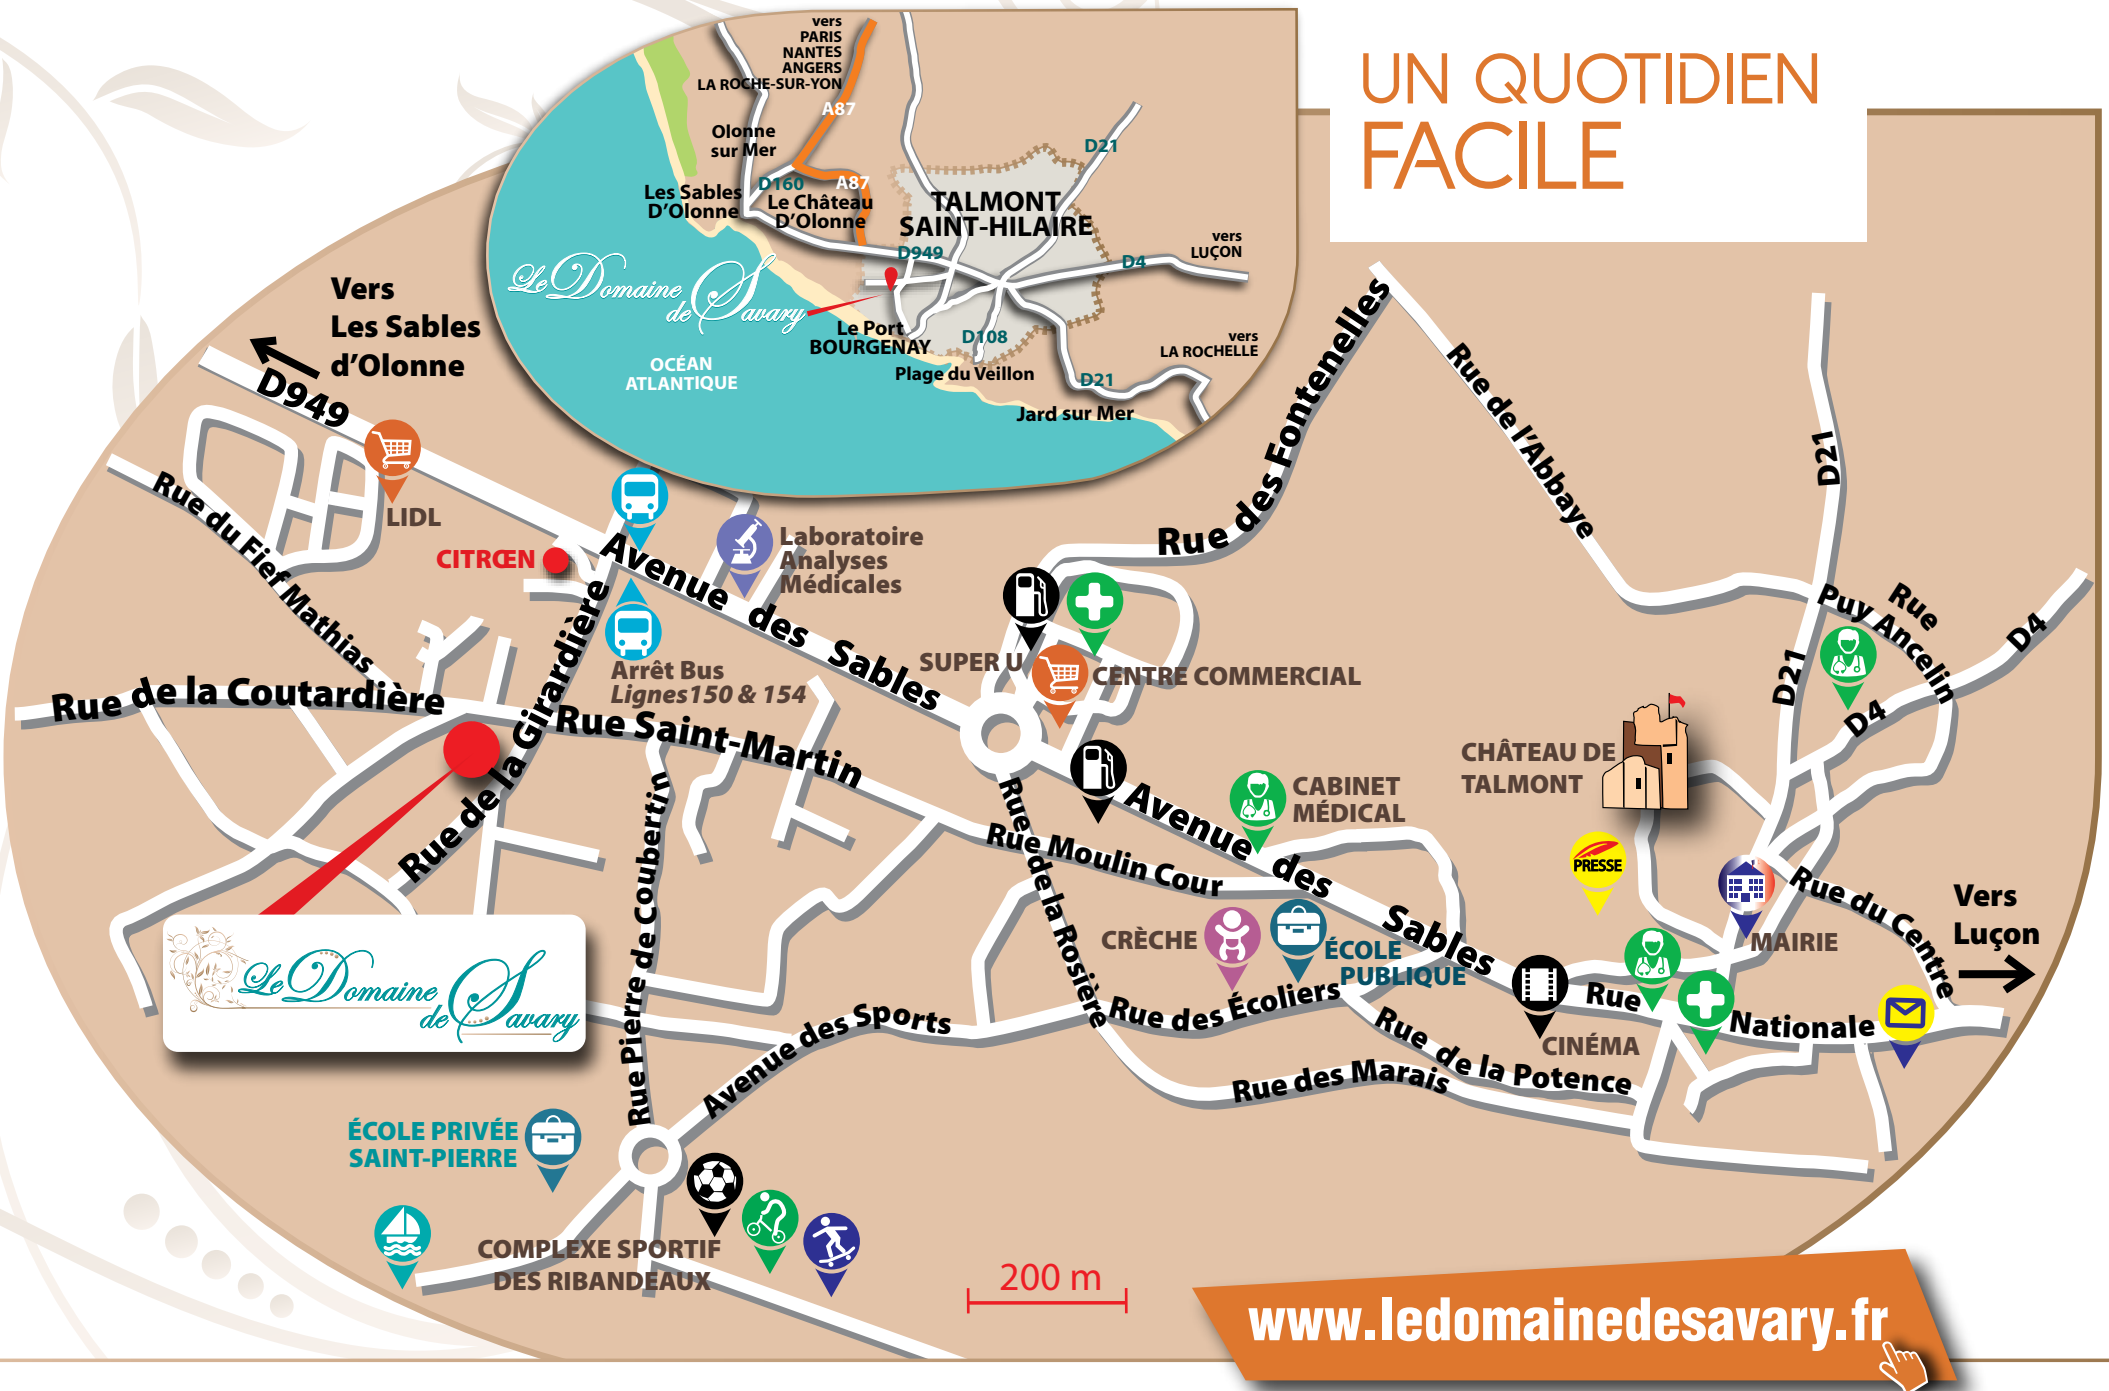 UN QUOTIDIEN
FACILE
vers
PARIS
NANTES
ANGERS
LA ROCHE-SUR-YON
A87
Olonne
sur Mer
D21
D160
A87
Les Sables
D'Olonne
Le Château
D'Olonne
TALMONT
SAINT-HILAIRE
D949
vers
LUÇON
D4
Le Domaine
de Savary
Le Port
BOURGENAY
D108
vers
LA ROCHELLE
OCÉAN
ATLANTIQUE
Plage du Veillon
D21
Jard sur Mer
Vers
Les Sables
d'Olonne
D949
LIDL
Rue du Fief Mathias
CITRŒN
Avenue des Sables
Laboratoire
Analyses
Médicales
Rue des Fontenelles
Rue de l'Abbaye
D21
Rue
Puy Ancelin
D4
D21
D4
Arrêt Bus
Lignes150 & 154
SUPER U
CENTRE COMMERCIAL
Rue de la Coutardière
Rue de la Girardière
Rue Saint-Martin
CHÂTEAU DE
TALMONT
CABINET
MÉDICAL
Avenue des Sables
Rue Moulin Cour
Rue de la Rosière
Rue Pierre de Coubertin
PRESSE
Rue du Centre
Vers
Luçon
MAIRIE
CRÈCHE
ÉCOLE
PUBLIQUE
Le Domaine
de Savary
Rue des Écoliers
Rue Nationale
CINÉMA
Avenue des Sports
Rue de la Potence
Rue des Marais
ÉCOLE PRIVÉE
SAINT-PIERRE
COMPLEXE SPORTIF
DES RIBANDEAUX
200 m
www.ledomainedesavary.fr